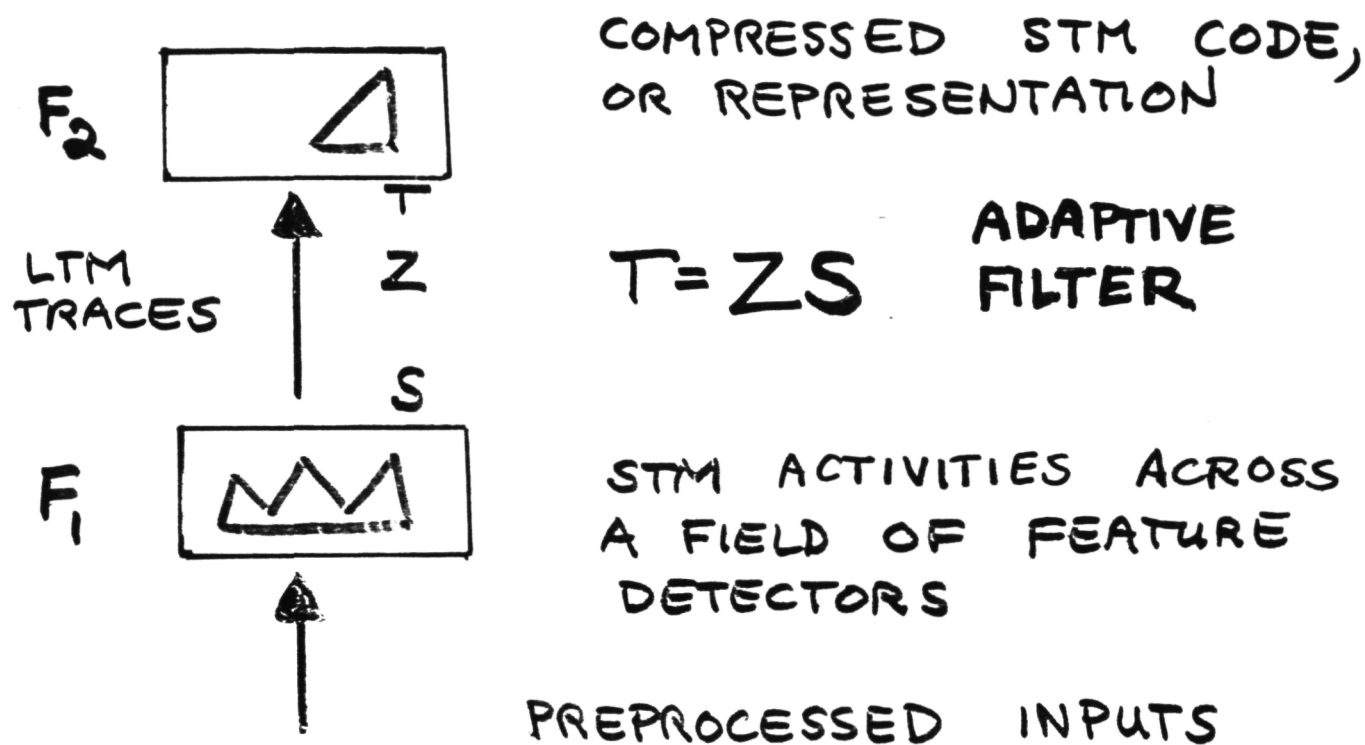 COMPRESSED STM CODE,
OR REPRESENTATION
F2
T
LTM
TRACES
Z
T=ZS
ADAPTIVE
FILTER
S
F1
STM ACTIVITIES ACROSS
A FIELD OF FEATURE
DETECTORS
PREPROCESSED INPUTS